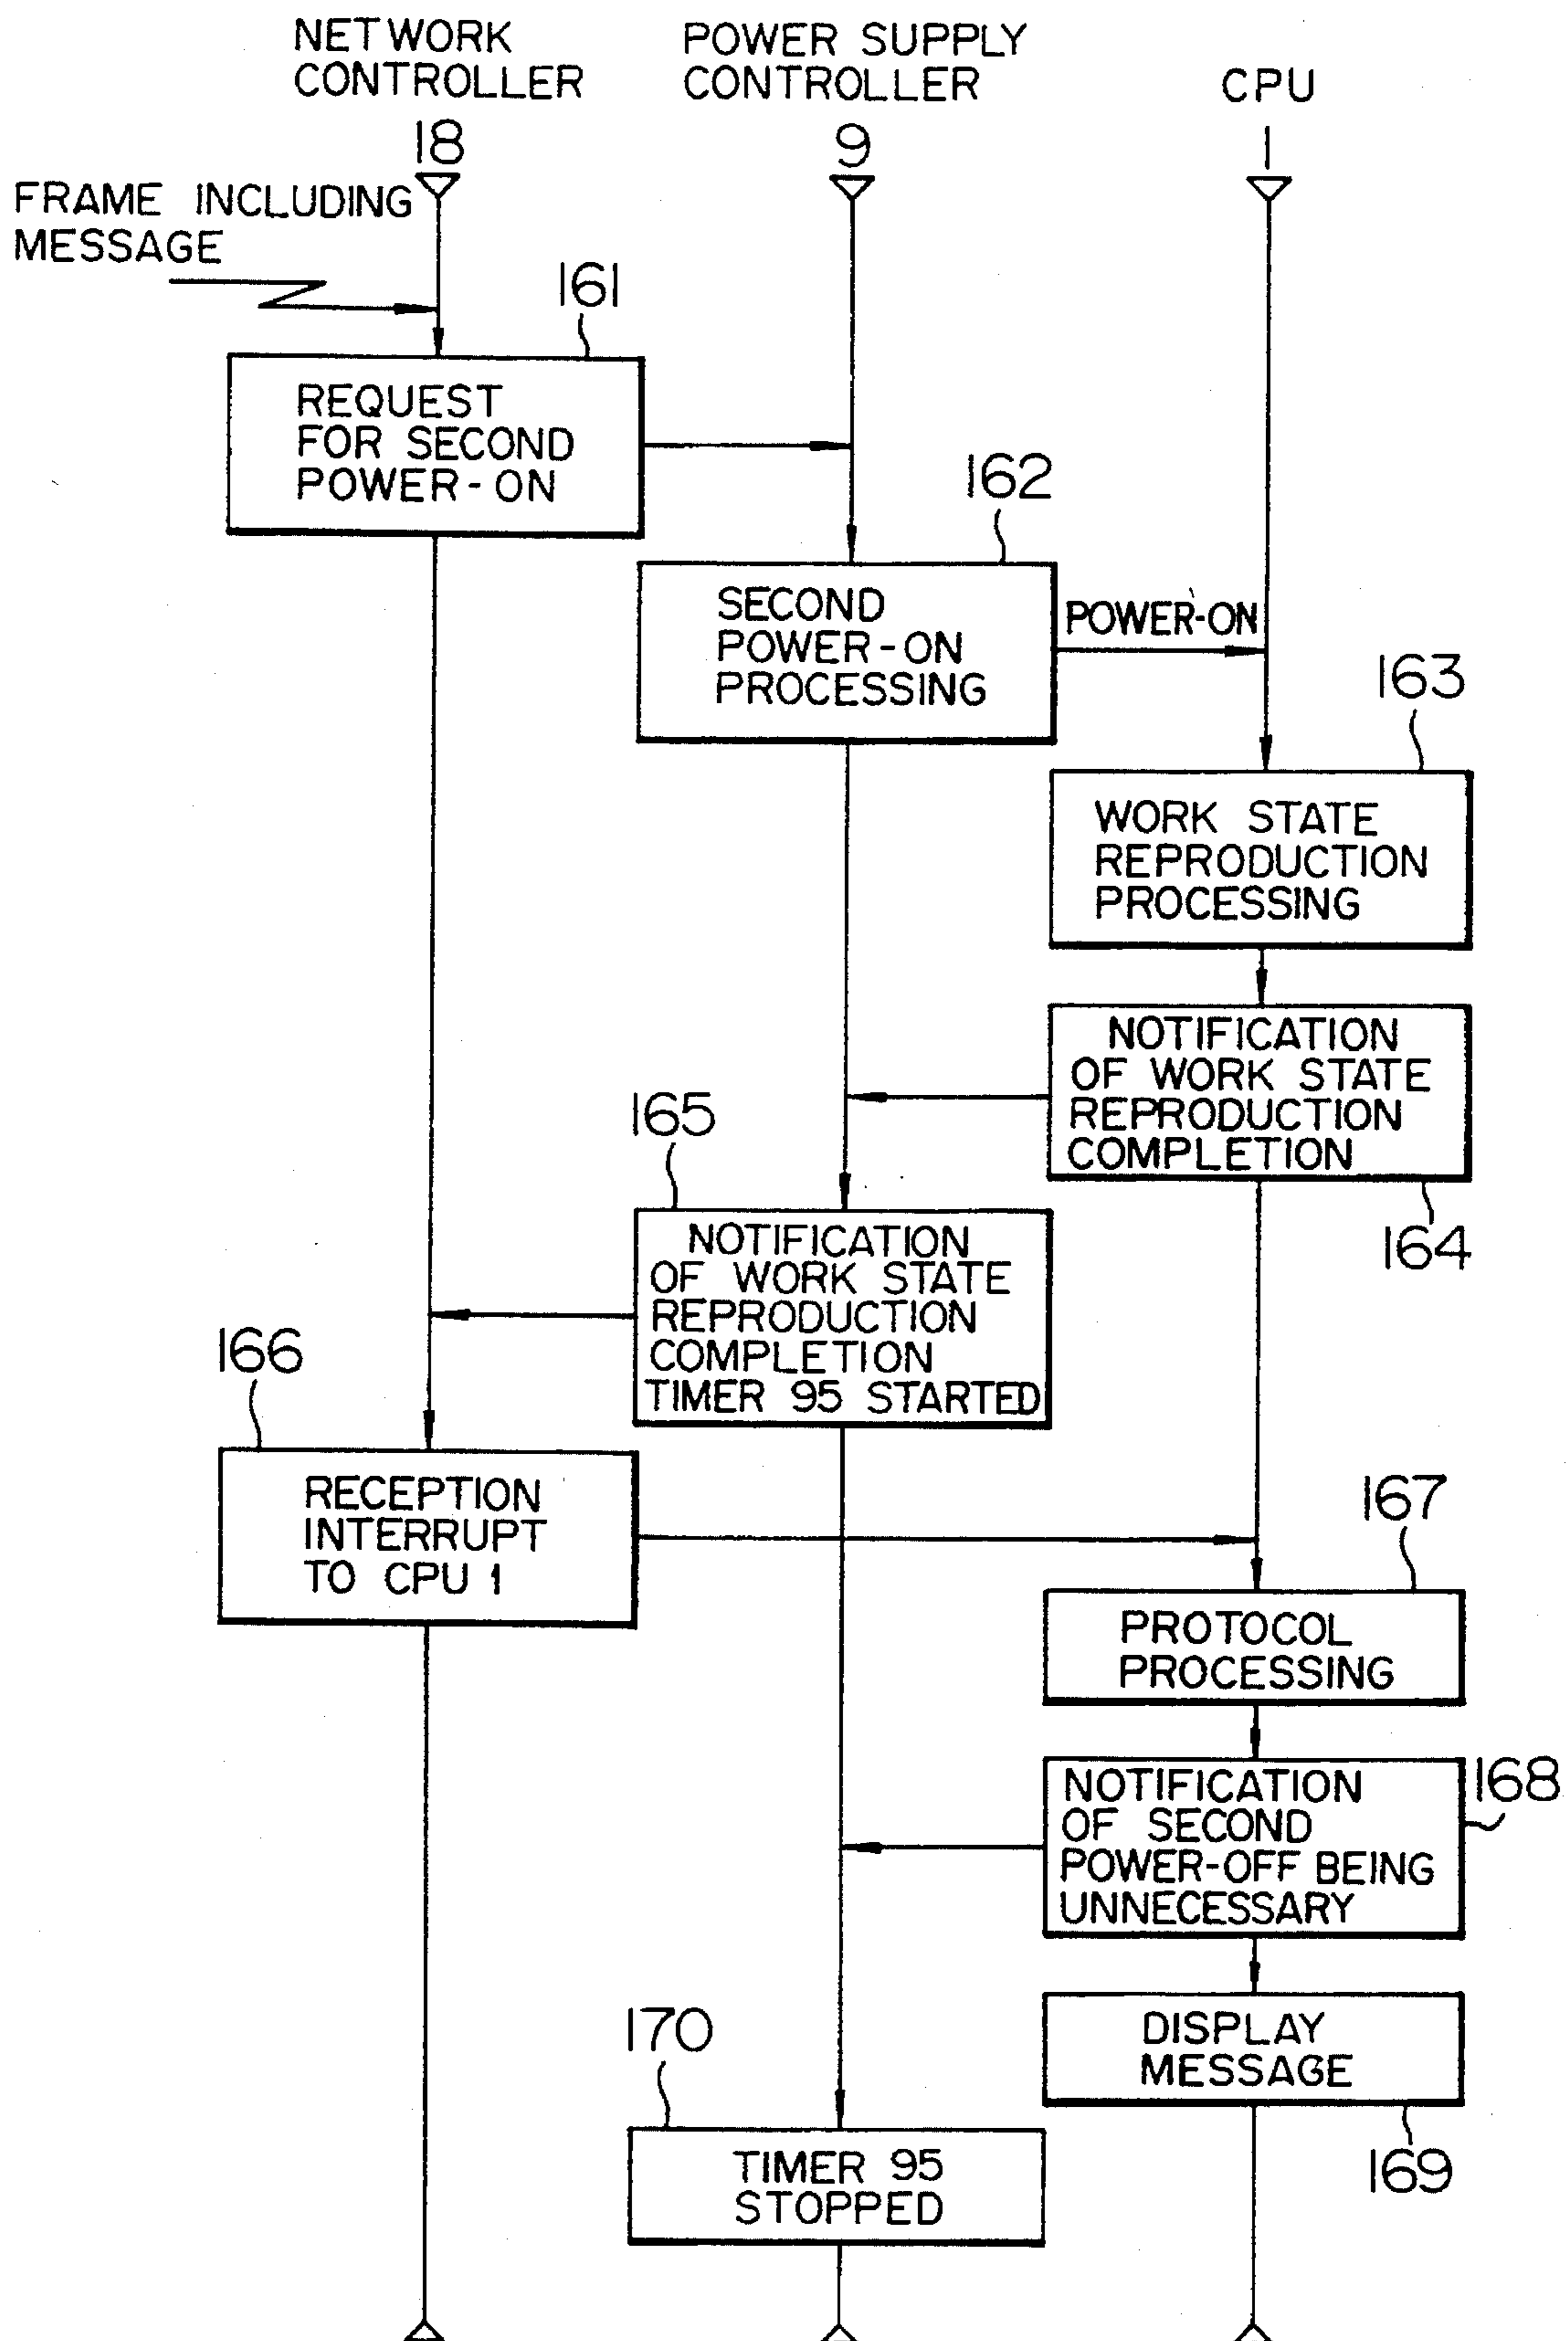 NETWORK
CONTROLLER
18
POWER SUPPLY
CONTROLLER
9
CPU
1
FRAME INCLUDING
MESSAGE
161
REQUEST
FOR SECOND
POWER-ON
162
SECOND
POWER-ON
PROCESSING
POWER-ON
163
WORK STATE
REPRODUCTION
PROCESSING
NOTIFICATION
OF WORK STATE
REPRODUCTION
COMPLETION
164
165
NOTIFICATION
OF WORK STATE
REPRODUCTION
COMPLETION
TIMER 95 STARTED
166
RECEPTION
INTERRUPT
TO CPU 1
167
PROTOCOL
PROCESSING
168
NOTIFICATION
OF SECOND
POWER-OFF BEING
UNNECESSARY
DISPLAY
MESSAGE
169
170
TIMER 95
STOPPED